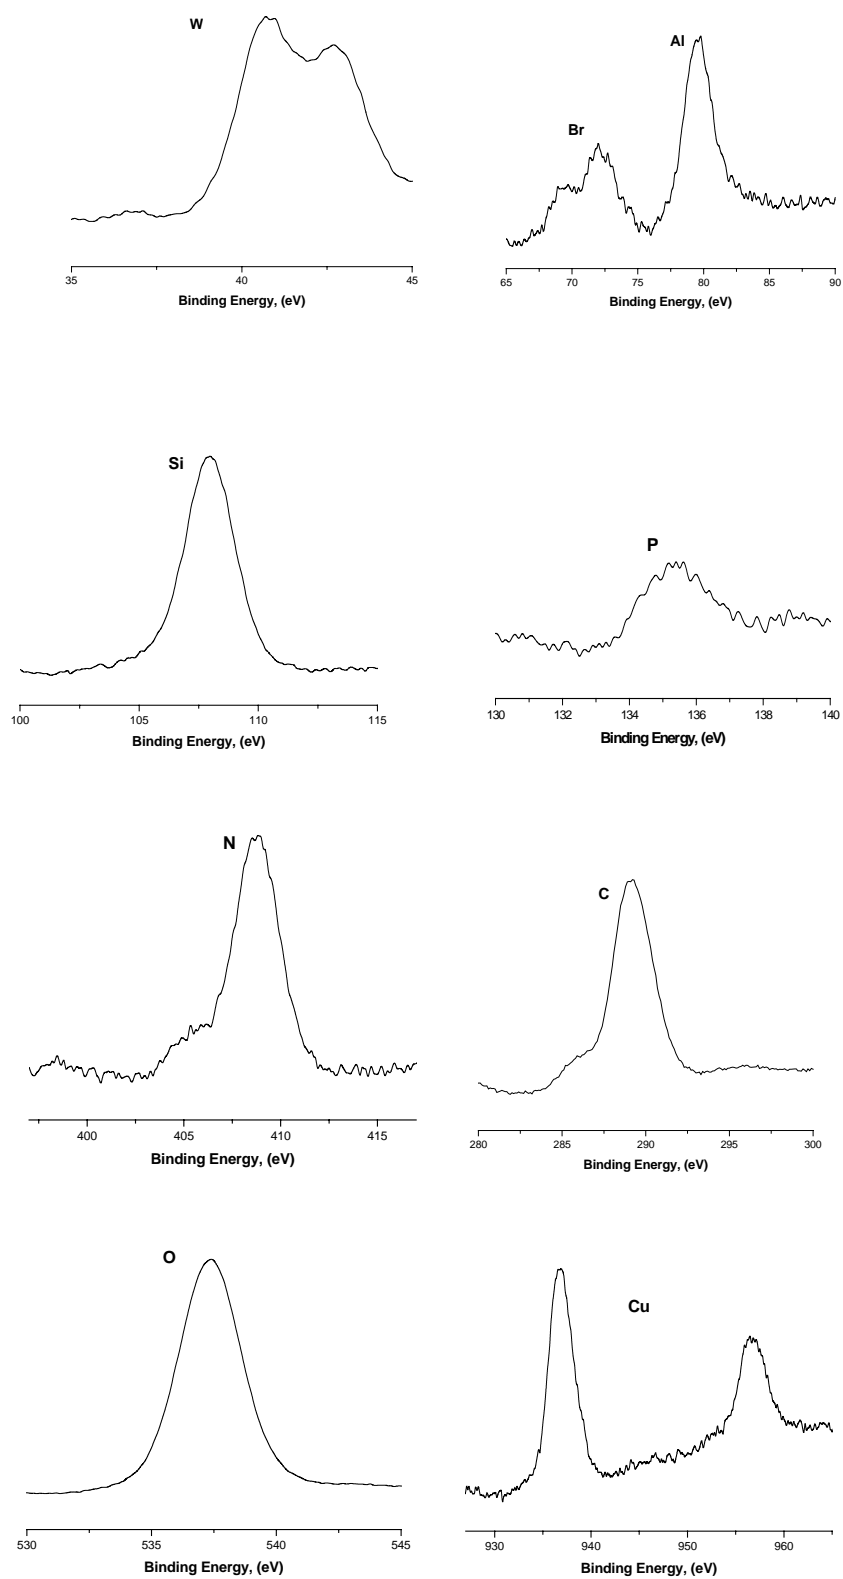 W
35 40 45
Binding Energy, (eV)
Al
Br
65 70 75 80 85 90
Binding Energy, (eV)
Si
100 105 110 115
Binding Energy, (eV)
P
130 132 134 136 138 140
Binding Energy, (eV)
N
400 405 410 415
Binding Energy, (eV)
C
280 285 290 295 300
Binding Energy, (eV)
O
530 535 540 545
Binding Energy, (eV)
Cu
930 940 950 960
Binding Energy, (eV)